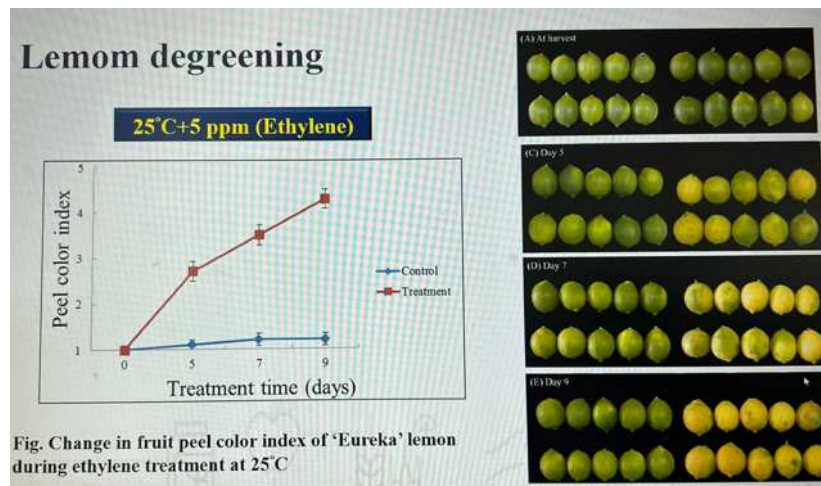 Lemom degreening
25°C+5 ppm (Ethylene)
5
4
3
2
1
0
5
7
9
Peel color index
Treatment time (days)
Control
Treatment
Fig. Change in fruit peel color index of ‘Eureka’ lemon
during ethylene treatment at 25°C
(A) At harvest
(C) Day 5
(D) Day 7
(E) Day 9